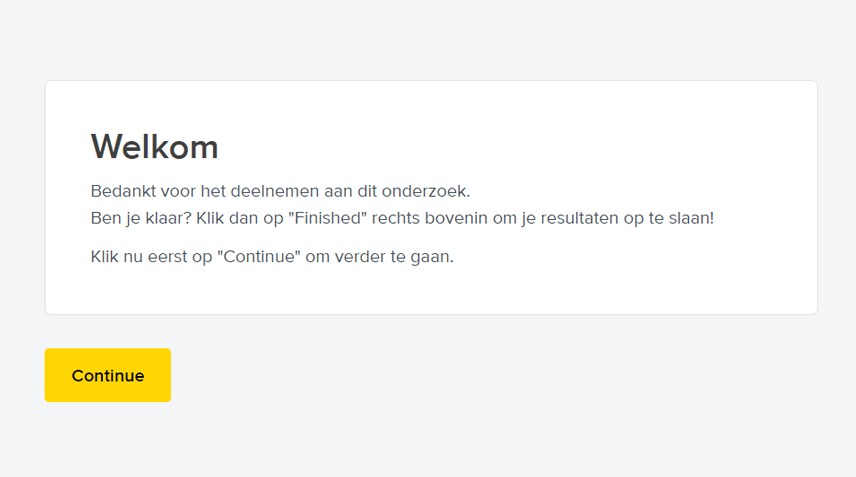 Welkom
Bedankt voor het deelnemen aan dit onderzoek.
Ben je klaar? Klik dan op "Finished" rechts bovenin om je resultaten op te slaan!
Klik nu eerst op "Continue" om verder te gaan.
Continue